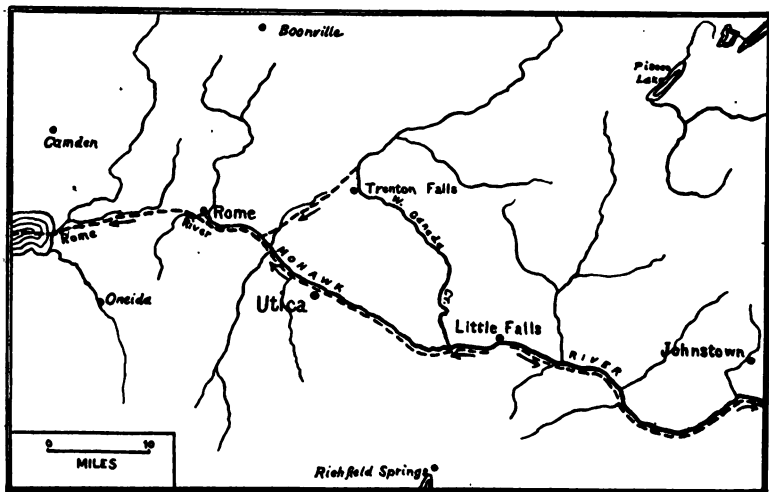 Boonville
Piseco
Lake
Camden
Trenton Falls
W. Canada
Cr.
Rome
River
Rome
MOHAWK
Oneida
Utica
Little Falls
RIVER
Johnstown
0 10
MILES
Richfield Springs